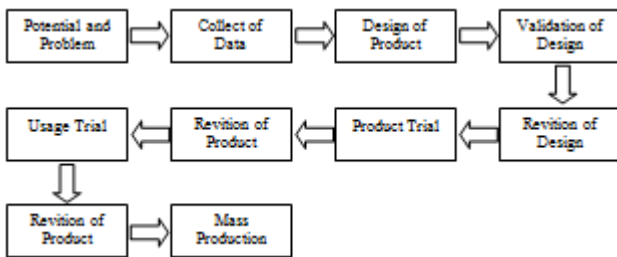 Potential and
Problem
Collect of
Data
Design of
Product
Validation of
Design
Usage Trial
Revition of
Product
Product Trial
Revition of
Design
Revition of
Product
Mass
Production